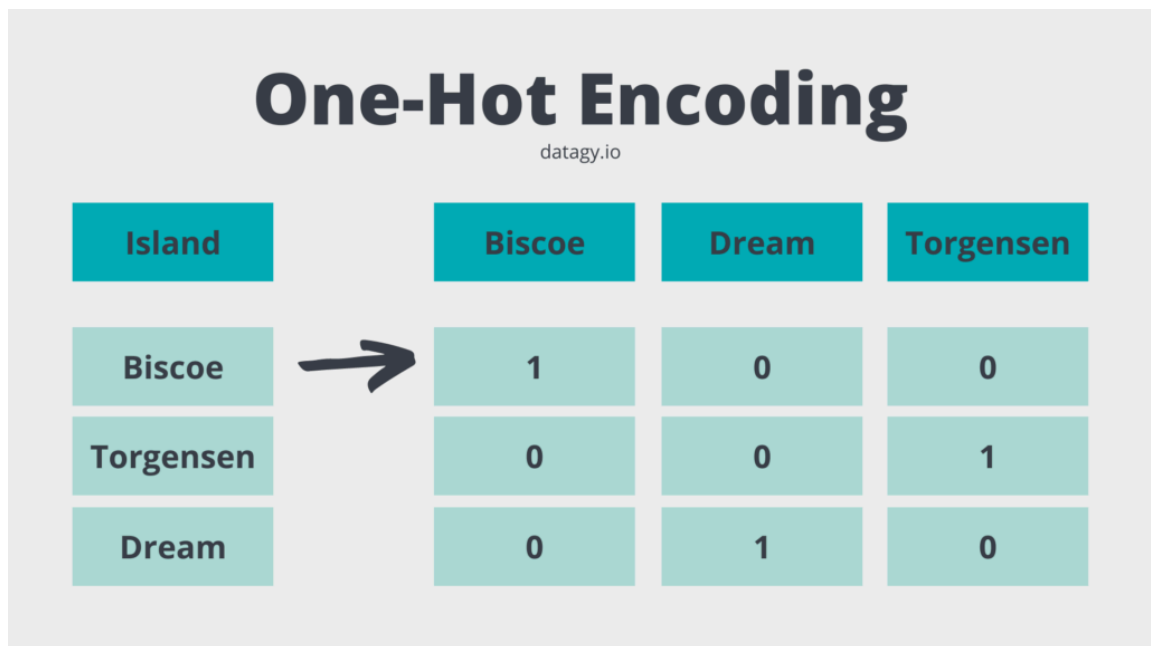 One-Hot Encoding
datagy.io
Island Biscoe Dream Torgensen
Biscoe 1 0 0
Torgensen 0 0 1
Dream 0 1 0